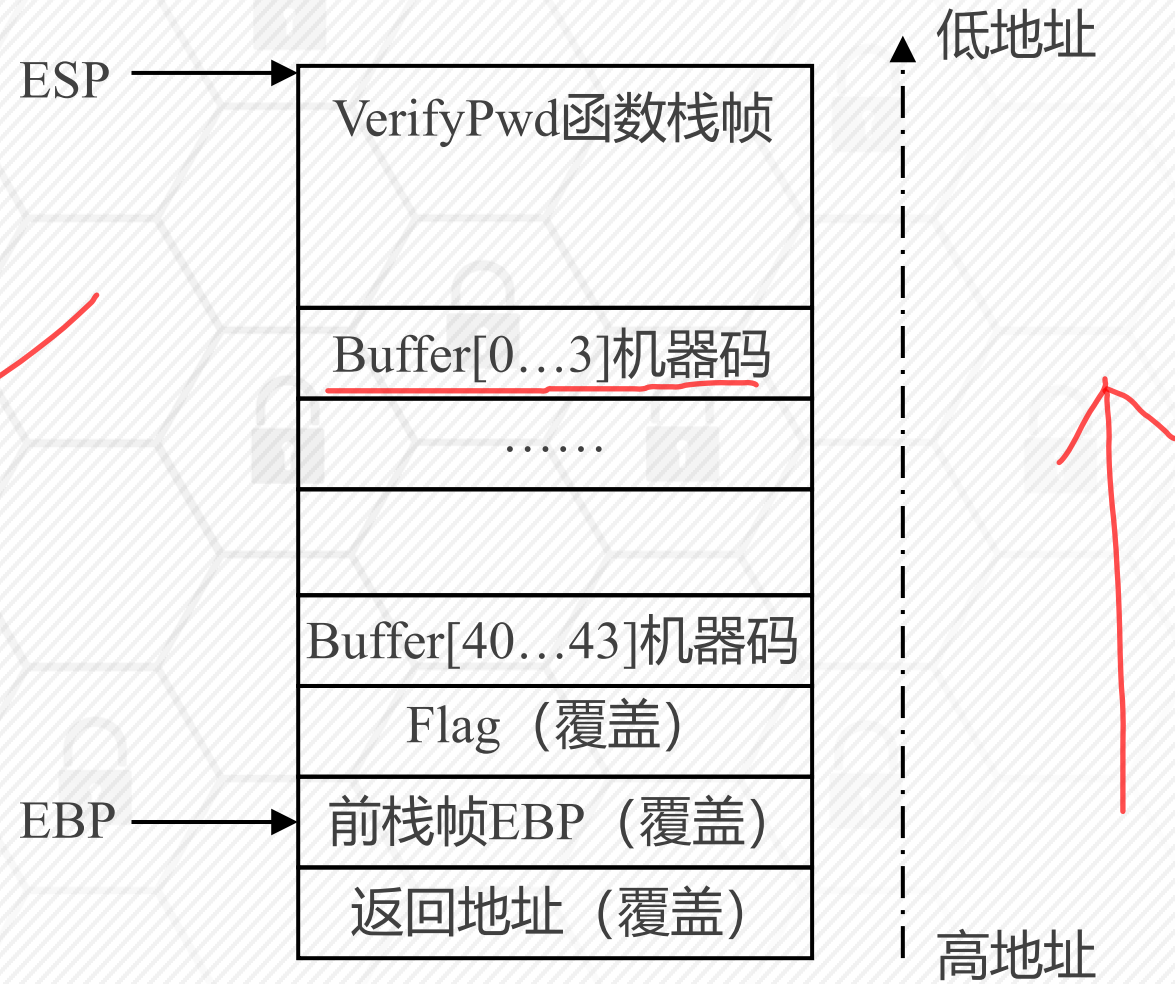 低地址
ESP
VerifyPwd函数栈帧
Buffer[0…3]机器码
……
Buffer[40…43]机器码
Flag（覆盖）
EBP
前栈帧EBP（覆盖）
返回地址（覆盖）
高地址